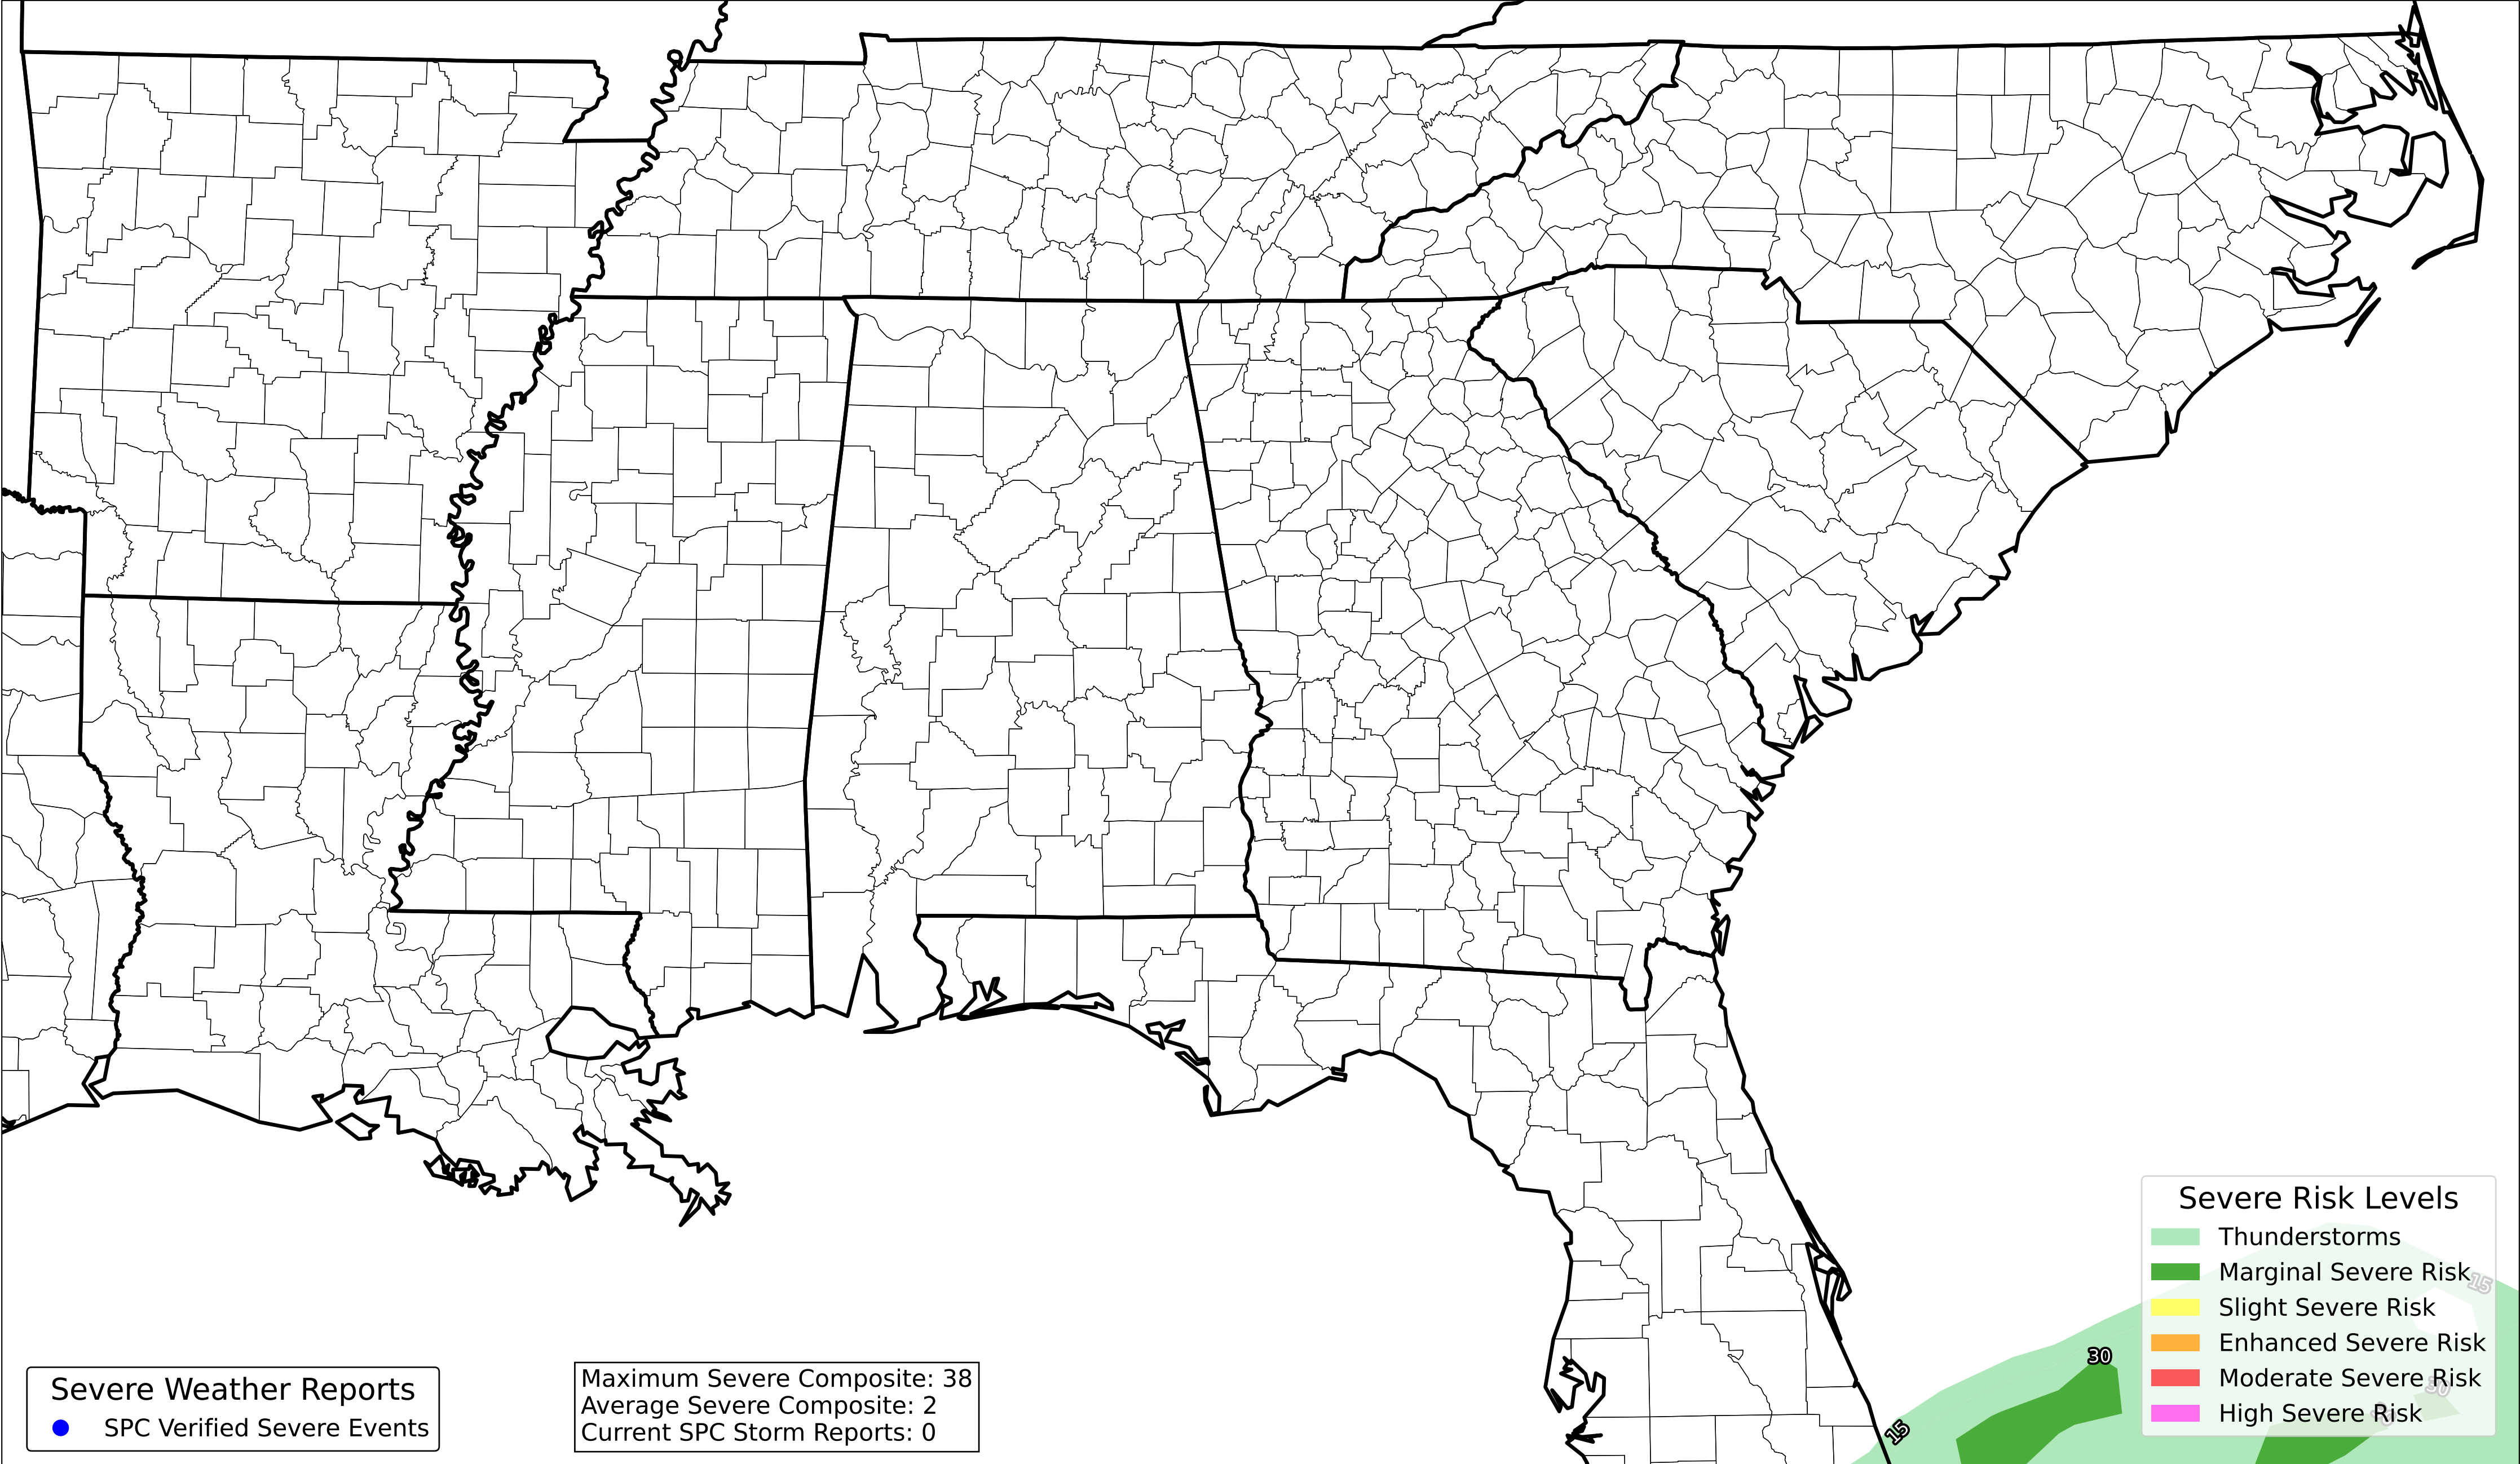 Severe Risk Levels
Thunderstorms
Marginal Severe Risk
Slight Severe Risk
Enhanced Severe Risk
Moderate Severe Risk
High Severe Risk
15
30
30
15
Severe Weather Reports
SPC Verified Severe Events
Maximum Severe Composite: 38
Average Severe Composite: 2
Current SPC Storm Reports: 0